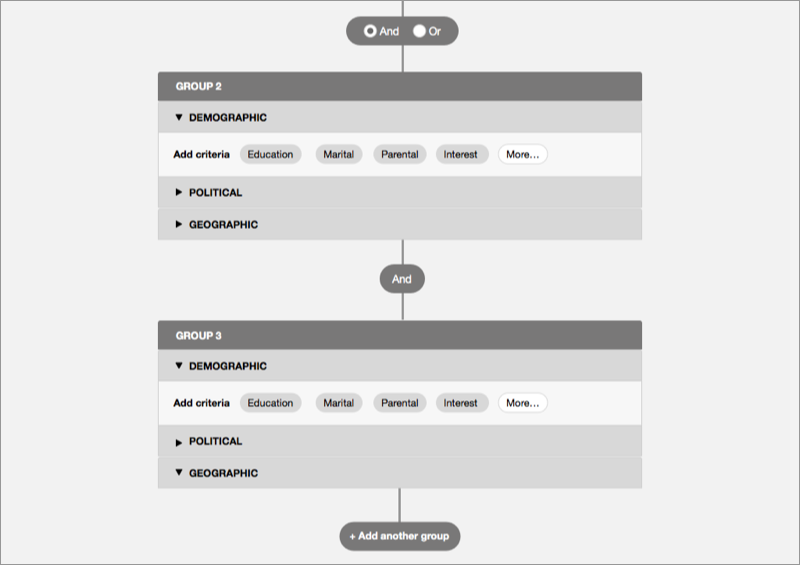 And Or
GROUP 2
DEMOGRAPHIC
Add criteria Education Marital Parental Interest More...
POLITICAL
GEOGRAPHIC
And
GROUP 3
DEMOGRAPHIC
Add criteria Education Marital Parental Interest More...
POLITICAL
GEOGRAPHIC
+ Add another group